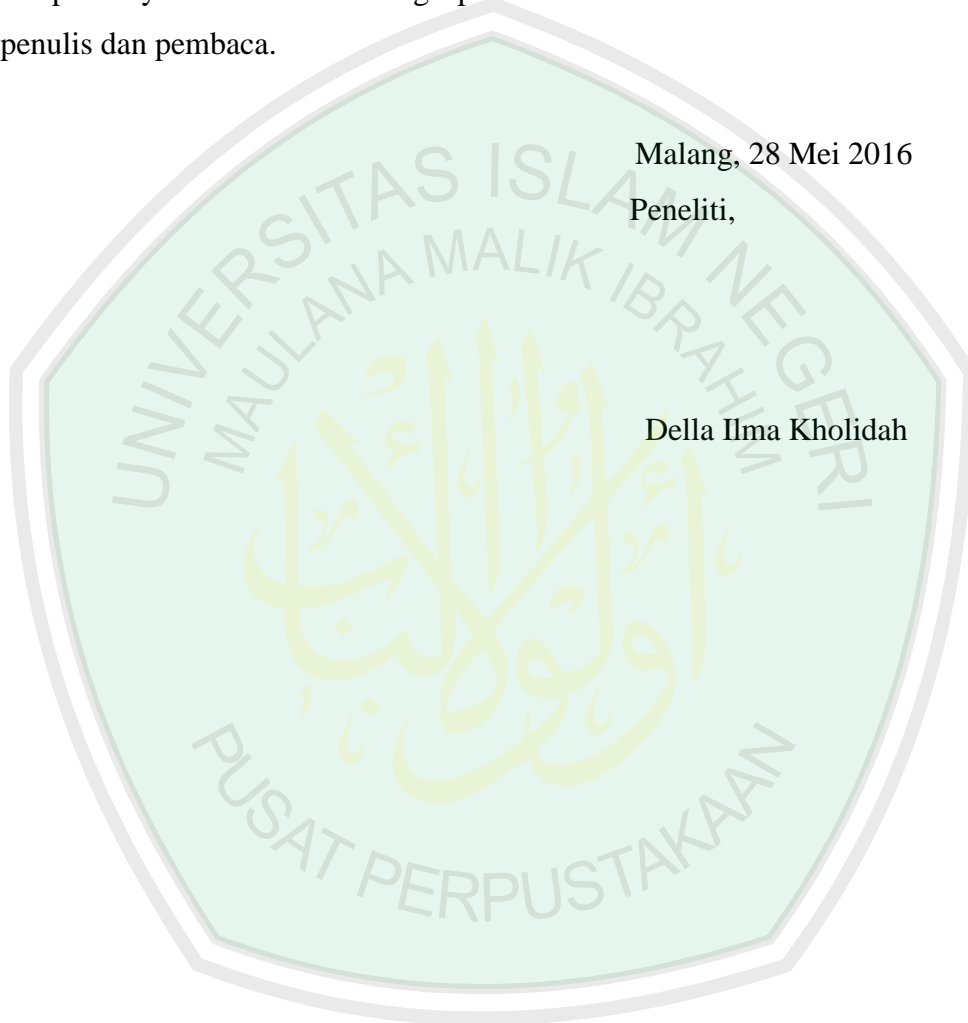 penulis dan pembaca.
Malang, 28 Mei 2016
Peneliti,
Della Ilma Kholidah
UNIVERSITAS ISLAM NEGERI
MAULANA MALIK IBRAHIM
PUSAT PERPUSTAKAAN